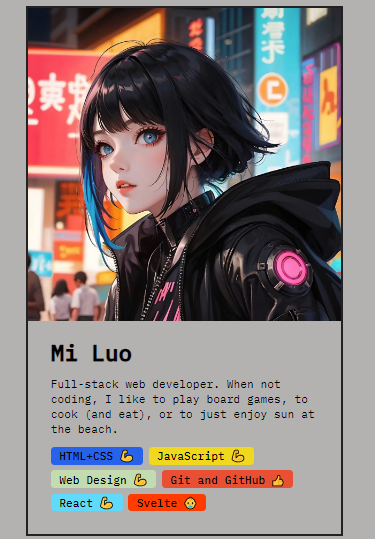 Mi Luo
Full-stack web developer. When not
coding, I like to play board games, to
cook (and eat), or to just enjoy sun at
the beach.
HTML+CSS 💪 JavaScript 💪
Web Design 💪 Git and GitHub 👍
React 💪 Svelte 😢